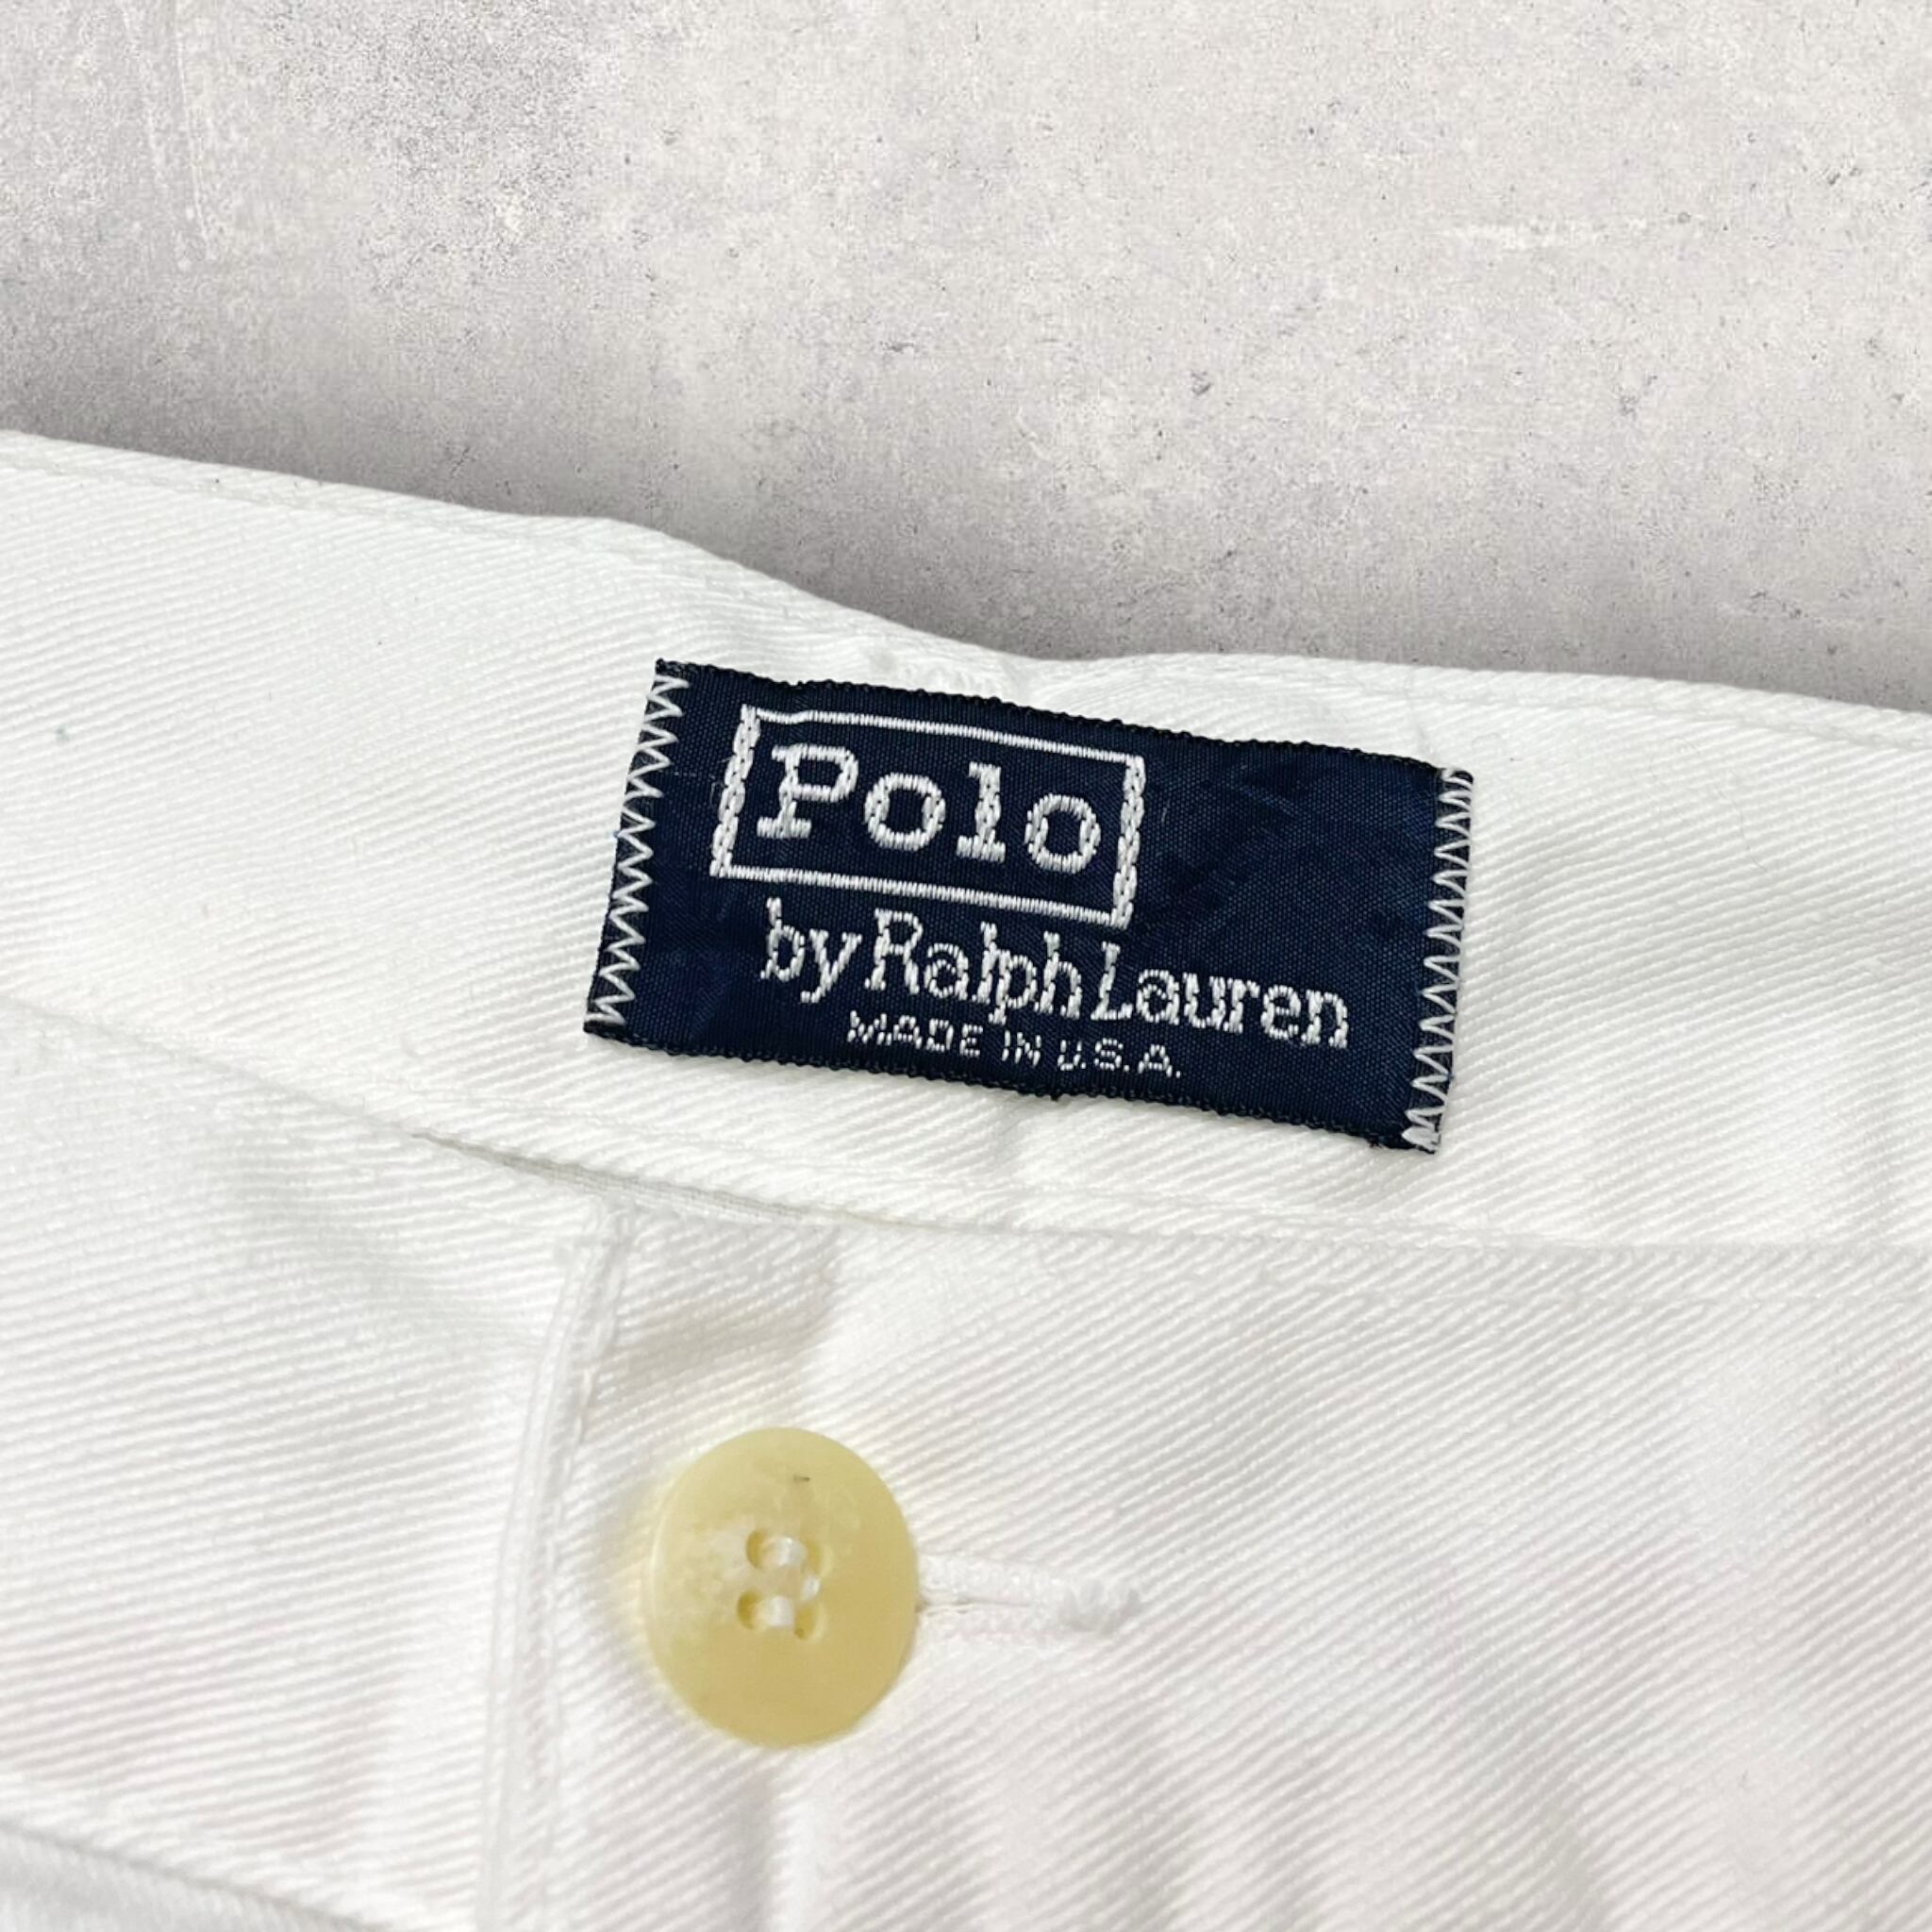 Polo
by Ralph Lauren
MADE IN U.S.A.